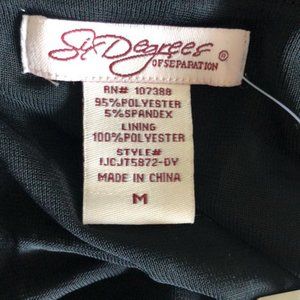 Six Degrees®
OF SEPARATION
RN# 107388
95%POLYESTER
5%SPANDEX
LINING
100%POLYESTER
STYLE#
IJCJT5872-DY
MADE IN CHINA
M